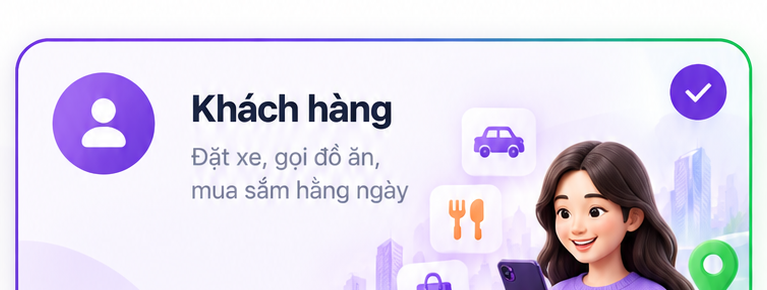 Khách hàng
Đặt xe, gọi đồ ăn,
mua sắm hằng ngày